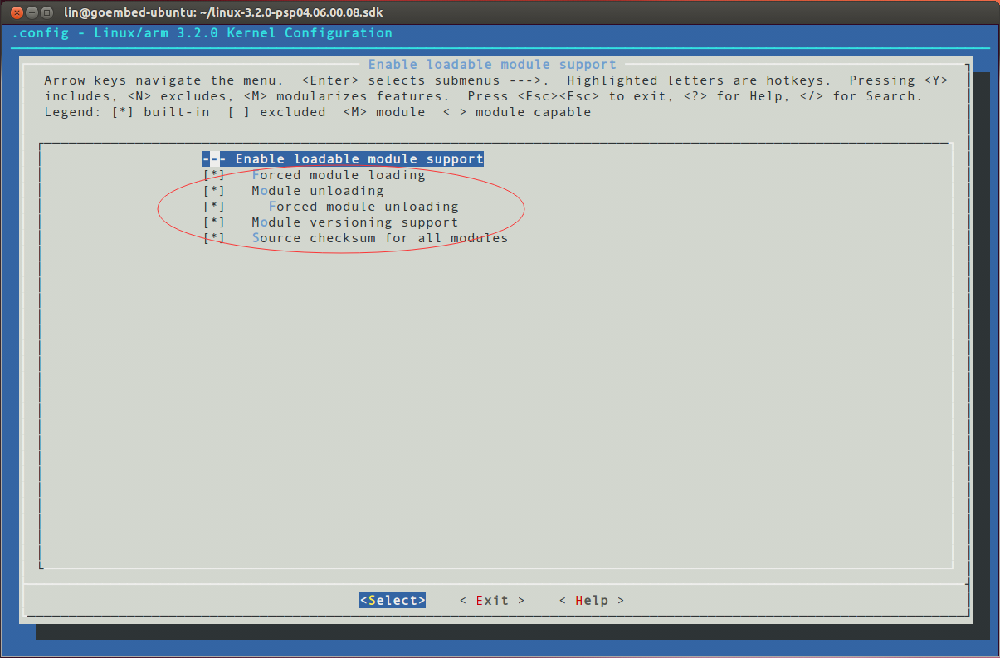 lin@goembed-ubuntu: ~/linux-3.2.0-psp04.06.00.08.sdk
.config - Linux/arm 3.2.0 Kernel Configuration
Enable loadable module support
Arrow keys navigate the menu.  <Enter> selects submenus --->.  Highlighted letters are hotkeys.  Pressing <Y>
includes, <N> excludes, <M> modularizes features.  Press <Esc><Esc> to exit, <?> for Help, </> for Search.
Legend: [*] built-in  [ ] excluded  <M> module  < > module capable
--- Enable loadable module support
[*]   Forced module loading
[*]   Module unloading
[*]     Forced module unloading
[*]   Module versioning support
[*]   Source checksum for all modules
<Select>    < Exit >    < Help >